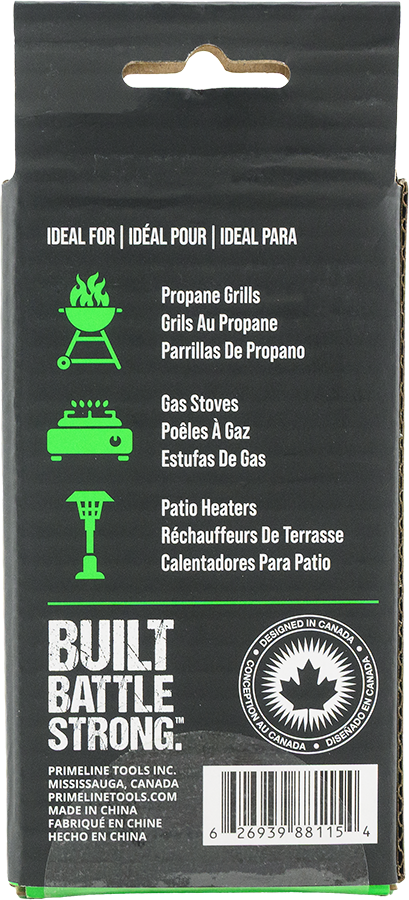 IDEAL FOR | IDÉAL POUR | IDEAL PARA
Propane Grills
Grils Au Propane
Parrillas De Propano
Gas Stoves
Poêles À Gaz
Estufas De Gas
Patio Heaters
Réchauffeurs De Terrasse
Calentadores Para Patio
BUILT
BATTLE
STRONG.™
DESIGNED IN CANADA • DISEÑADO EN CANADA • CONCEPTION AU CANADA •
PRIMELINE TOOLS INC.
MISSISSAUGA, CANADA
PRIMELINETOOLS.COM
MADE IN CHINA
FABRIQUÉ EN CHINE
HECHO EN CHINA
6 26939 88115 4